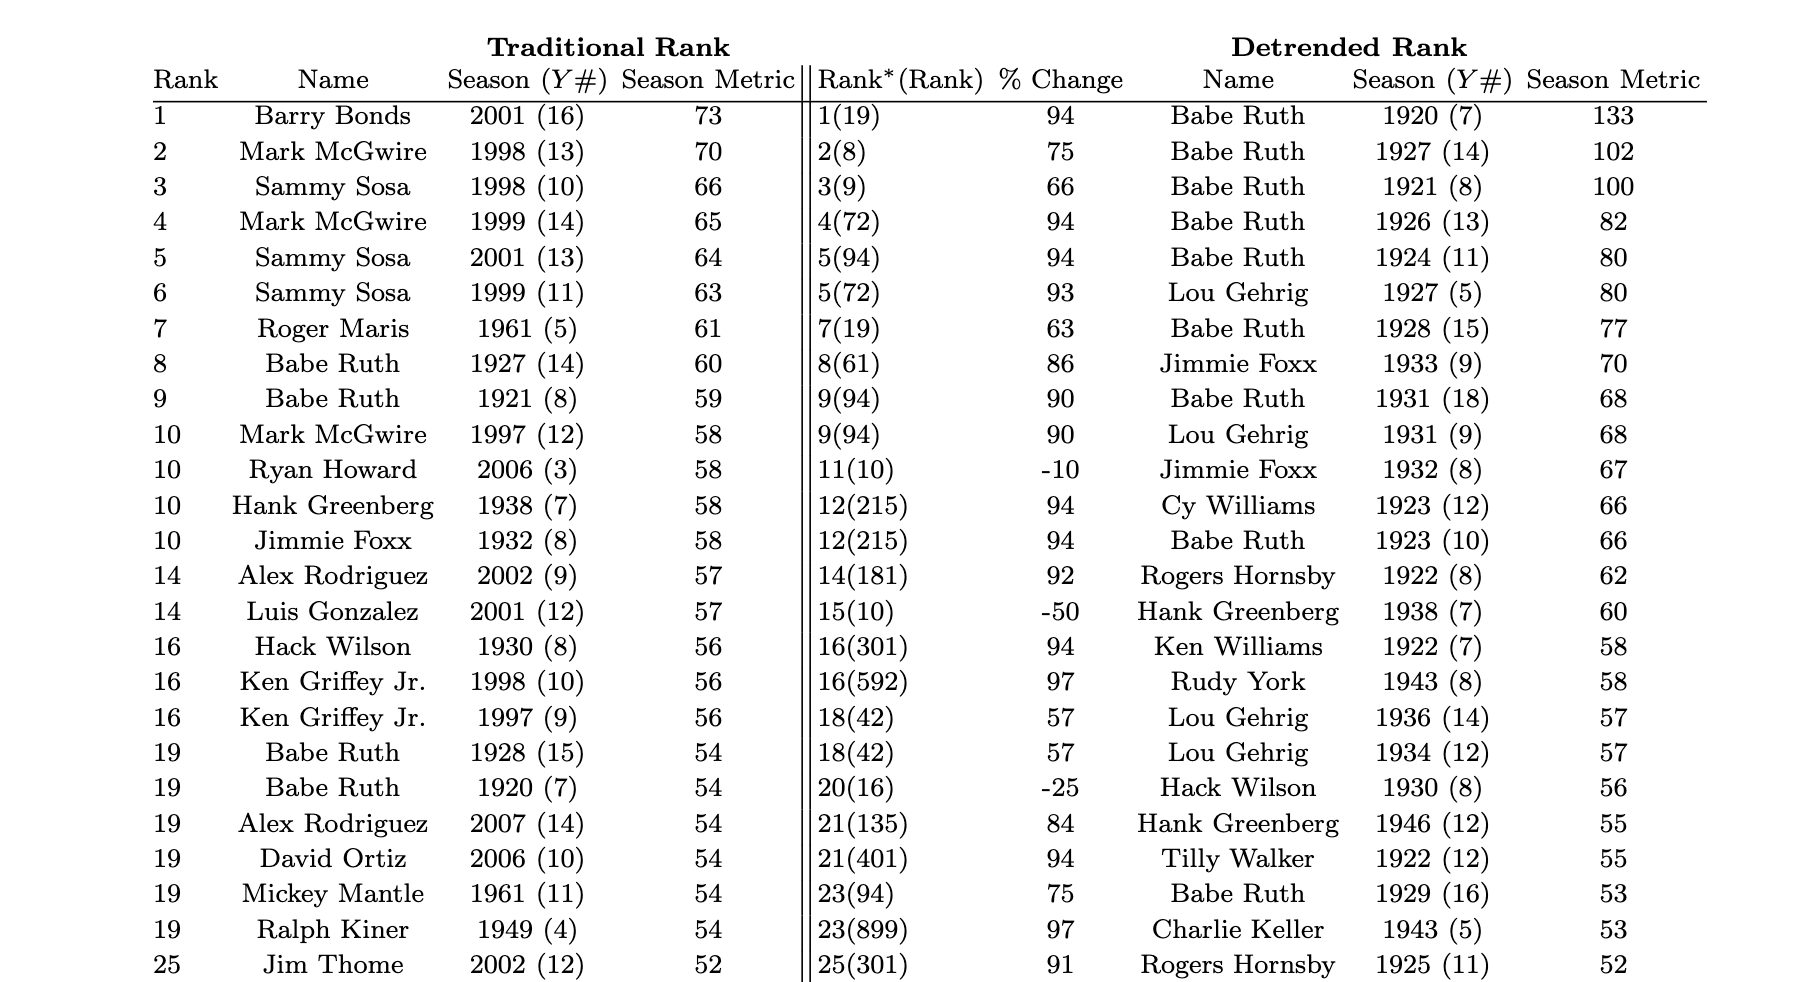 Traditional Rank Detrended Rank
Rank Name Season (Y#) Season Metric Rank*(Rank) % Change Name Season (Y#) Season Metric
1 Barry Bonds 2001 (16) 73 1(19) 94 Babe Ruth 1920 (7) 133
2 Mark McGwire 1998 (13) 70 2(8) 75 Babe Ruth 1927 (14) 102
3 Sammy Sosa 1998 (10) 66 3(9) 66 Babe Ruth 1921 (8) 100
4 Mark McGwire 1999 (14) 65 4(72) 94 Babe Ruth 1926 (13) 82
5 Sammy Sosa 2001 (13) 64 5(94) 94 Babe Ruth 1924 (11) 80
6 Sammy Sosa 1999 (11) 63 5(72) 93 Lou Gehrig 1927 (5) 80
7 Roger Maris 1961 (5) 61 7(19) 63 Babe Ruth 1928 (15) 77
8 Babe Ruth 1927 (14) 60 8(61) 86 Jimmie Foxx 1933 (9) 70
9 Babe Ruth 1921 (8) 59 9(94) 90 Babe Ruth 1931 (18) 68
10 Mark McGwire 1997 (12) 58 9(94) 90 Lou Gehrig 1931 (9) 68
10 Ryan Howard 2006 (3) 58 11(10) -10 Jimmie Foxx 1932 (8) 67
10 Hank Greenberg 1938 (7) 58 12(215) 94 Cy Williams 1923 (12) 66
10 Jimmie Foxx 1932 (8) 58 12(215) 94 Babe Ruth 1923 (10) 66
14 Alex Rodriguez 2002 (9) 57 14(181) 92 Rogers Hornsby 1922 (8) 62
14 Luis Gonzalez 2001 (12) 57 15(10) -50 Hank Greenberg 1938 (7) 60
16 Hack Wilson 1930 (8) 56 16(301) 94 Ken Williams 1922 (7) 58
16 Ken Griffey Jr. 1998 (10) 56 16(592) 97 Rudy York 1943 (8) 58
16 Ken Griffey Jr. 1997 (9) 56 18(42) 57 Lou Gehrig 1936 (14) 57
19 Babe Ruth 1928 (15) 54 18(42) 57 Lou Gehrig 1934 (12) 57
19 Babe Ruth 1920 (7) 54 20(16) -25 Hack Wilson 1930 (8) 56
19 Alex Rodriguez 2007 (14) 54 21(135) 84 Hank Greenberg 1946 (12) 55
19 David Ortiz 2006 (10) 54 21(401) 94 Tilly Walker 1922 (12) 55
19 Mickey Mantle 1961 (11) 54 23(94) 75 Babe Ruth 1929 (16) 53
19 Ralph Kiner 1949 (4) 54 23(899) 97 Charlie Keller 1943 (5) 53
25 Jim Thome 2002 (12) 52 25(301) 91 Rogers Hornsby 1925 (11) 52